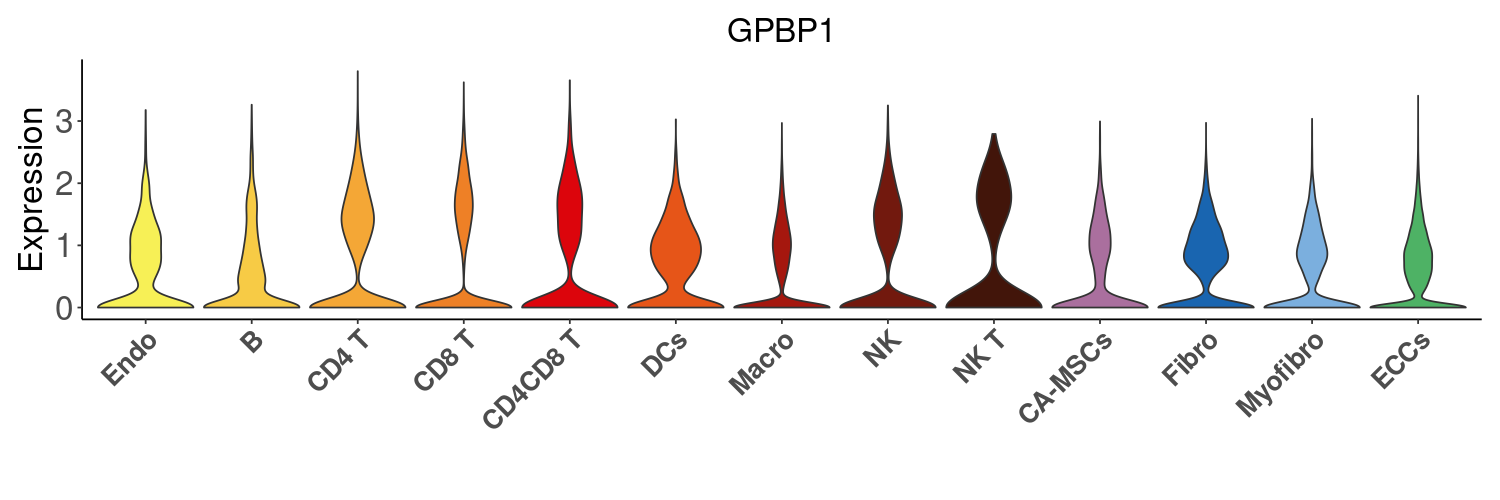 GPBP1
Expression
3
2
1
0
Endo
B
CD4 T
CD8 T
CD4CD8 T
DCs
Macro
NK
NK T
CA-MSCs
Fibro
Myofibro
ECCs